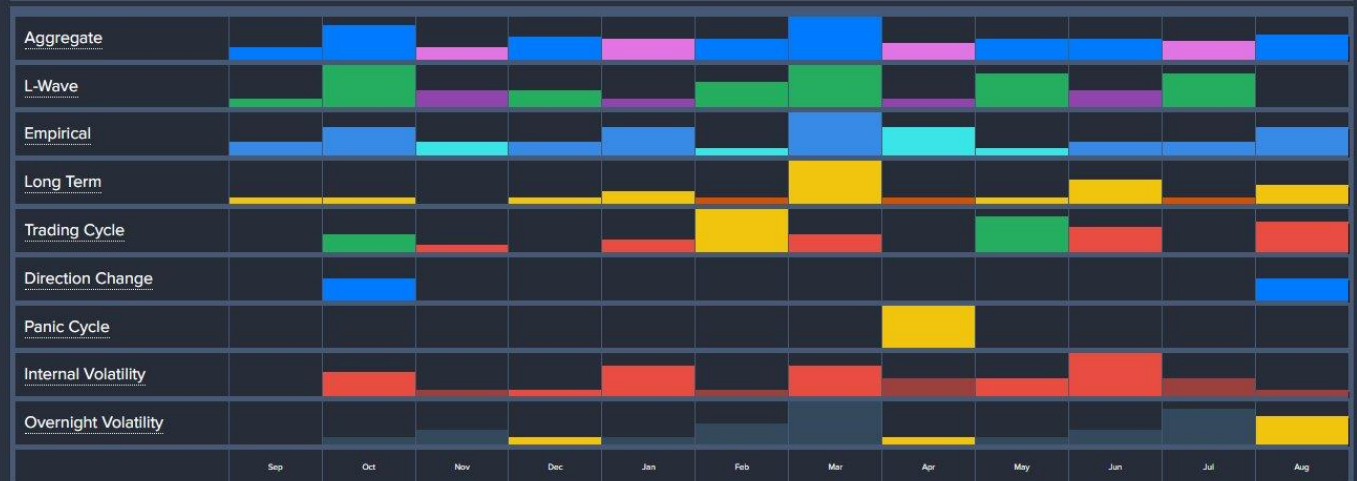 Aggregate
L-Wave
Empirical
Long Term
Trading Cycle
Direction Change
Panic Cycle
Internal Volatility
Overnight Volatility
Sep Oct Nov Dec Jan Feb Mar Apr May Jun Jul Aug